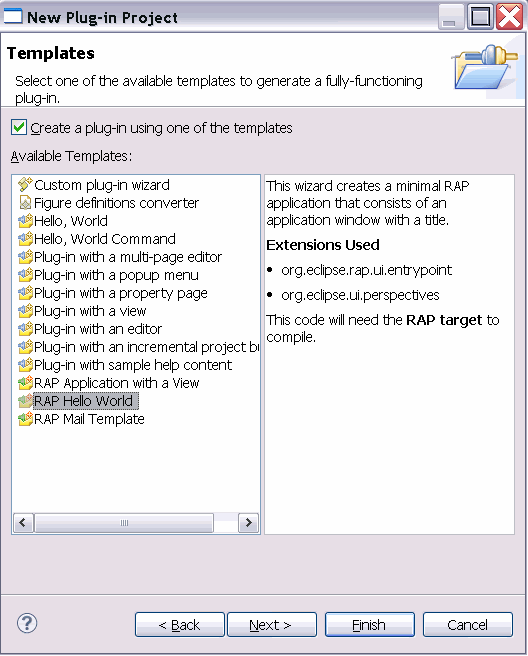 New Plug-in Project
Templates
Select one of the available templates to generate a fully-functioning
plug-in.
Create a plug-in using one of the templates
Available Templates:
Custom plug-in wizard
Figure definitions converter
Hello, World
Hello, World Command
Plug-in with a multi-page editor
Plug-in with a popup menu
Plug-in with a property page
Plug-in with a view
Plug-in with an editor
Plug-in with an incremental project bu
Plug-in with sample help content
RAP Application with a View
RAP Hello World
RAP Mail Template
This wizard creates a minimal RAP
application that consists of an
application window with a title.
Extensions Used
• org.eclipse.rap.ui.entrypoint
• org.eclipse.ui.perspectives
This code will need the RAP target to
compile.
?
< Back
Next >
Finish
Cancel